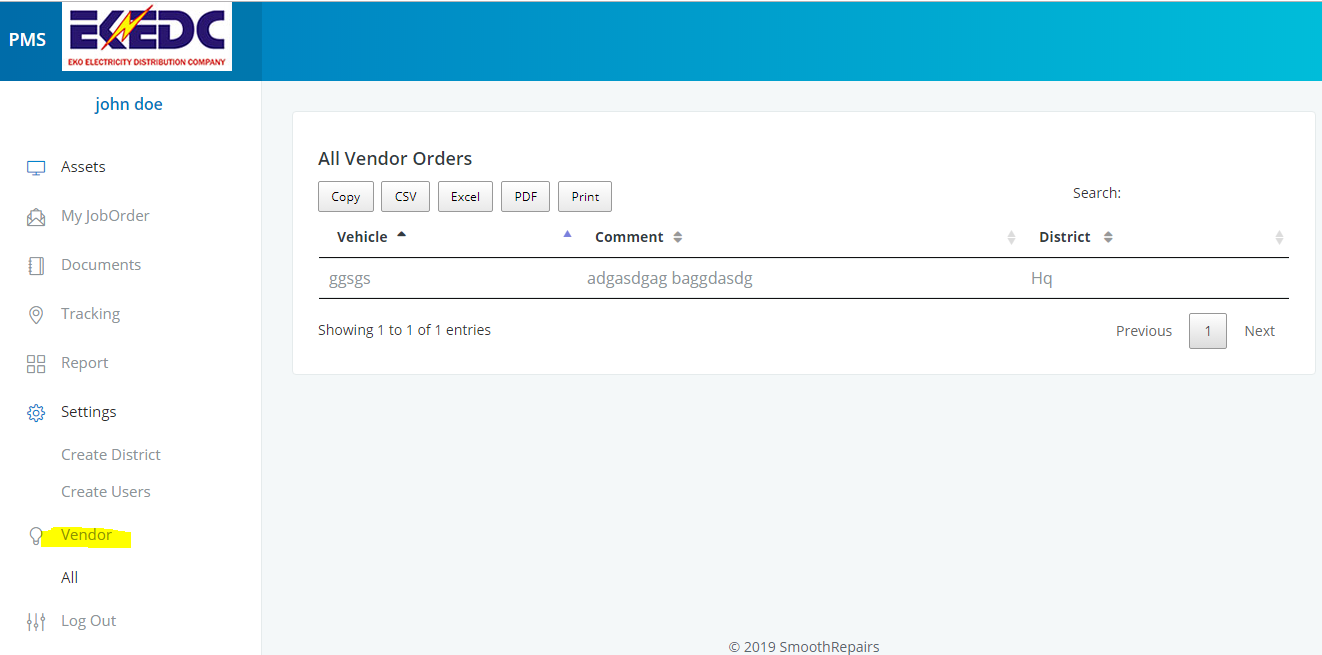 PMS
EKEDC
EKO ELECTRICITY DISTRIBUTION COMPANY
john doe
Assets
My JobOrder
Documents
Tracking
Report
Settings
Create District
Create Users
Vendor
All
Log Out
All Vendor Orders
Copy CSV Excel PDF Print
Search:
Vehicle Comment District
ggsgs adgasdgag baggdasdg Hq
Showing 1 to 1 of 1 entries
Previous 1 Next
© 2019 SmoothRepairs